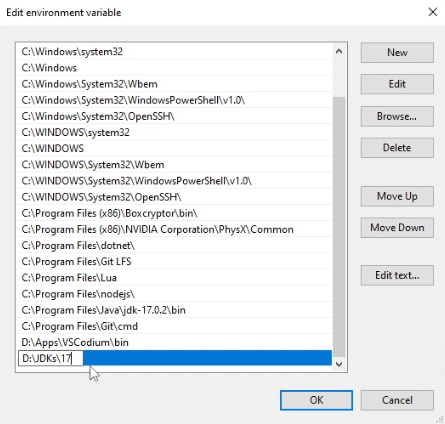 Edit environment variable
C:\Windows\system32
C:\Windows
C:\Windows\System32\Wbem
C:\Windows\System32\WindowsPowerShell\v1.0\
C:\Windows\System32\OpenSSH\
C:\WINDOWS\system32
C:\WINDOWS
C:\WINDOWS\System32\Wbem
C:\WINDOWS\System32\WindowsPowerShell\v1.0\
C:\WINDOWS\System32\OpenSSH\
C:\Program Files (x86)\Boxcryptor\bin\
C:\Program Files (x86)\NVIDIA Corporation\PhysX\Common
C:\Program Files\dotnet\
C:\Program Files\Git LFS
C:\Program Files\Lua
C:\Program Files\nodejs\
C:\Program Files\Java\jdk-17.0.2\bin
C:\Program Files\Git\cmd
D:\Apps\VSCodium\bin
D:\JDKs\17
New
Edit
Browse...
Delete
Move Up
Move Down
Edit text...
OK
Cancel